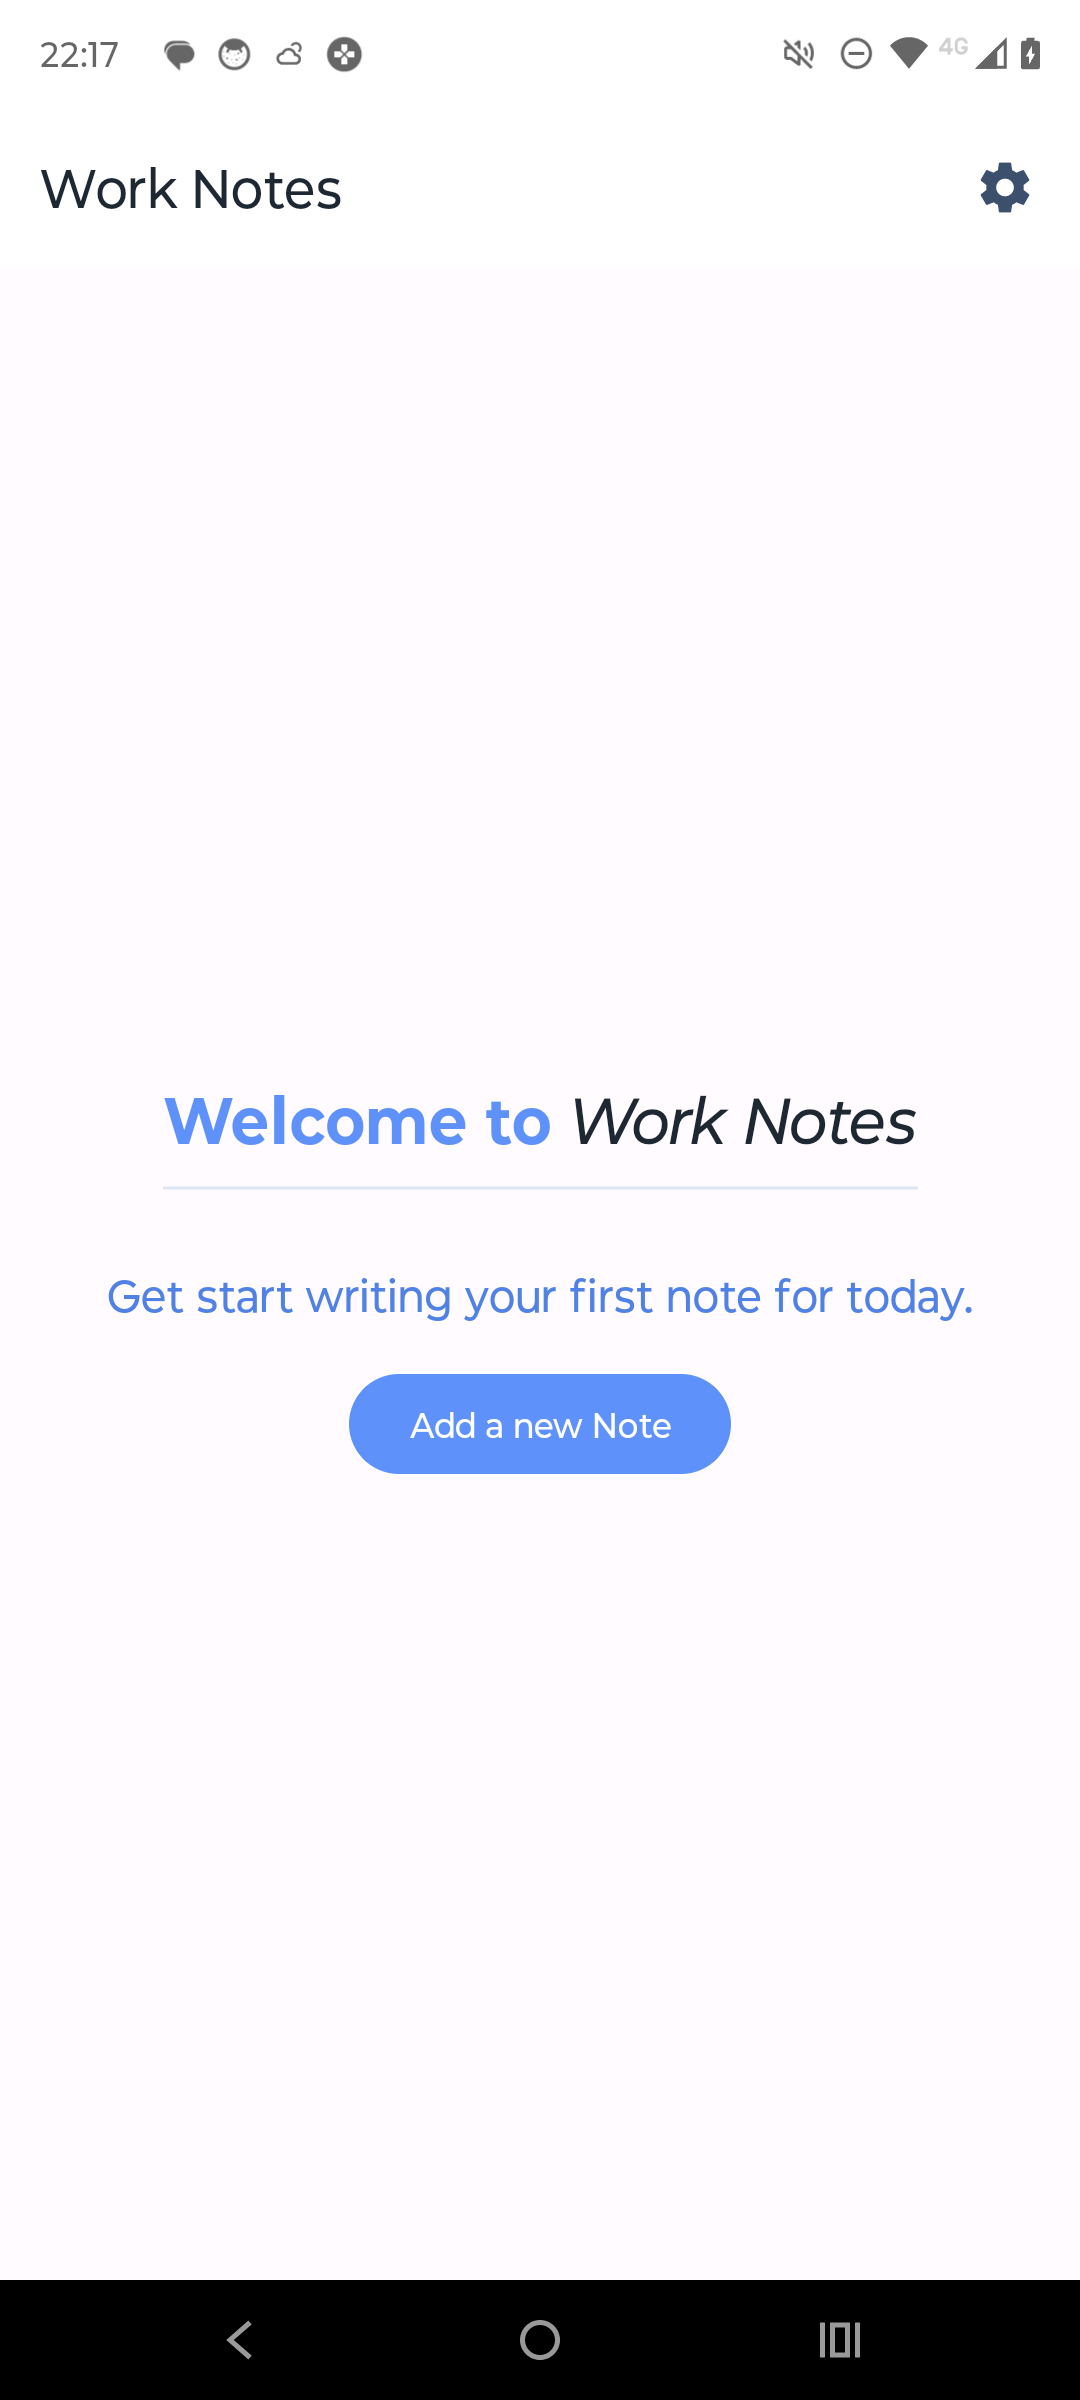 22:17
4G
Work Notes
Welcome to Work Notes
Get start writing your first note for today.
Add a new Note